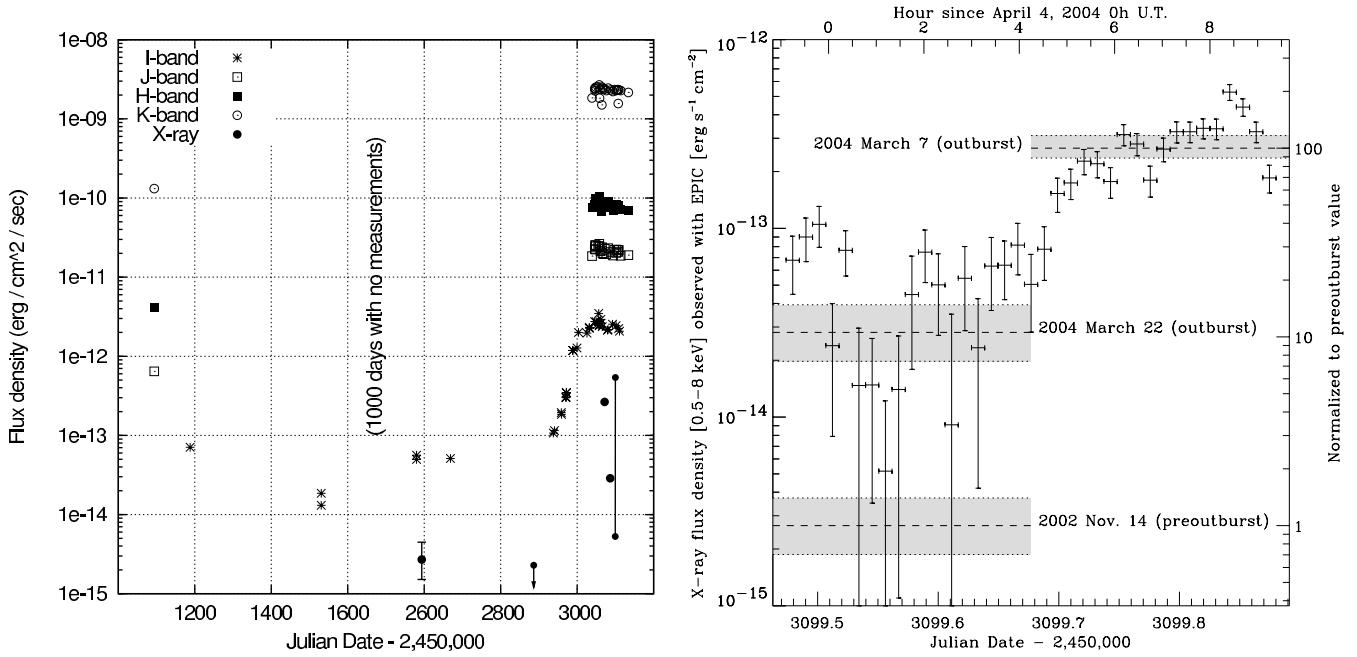 1e-08
1e-09
1e-10
1e-11
1e-12
1e-13
1e-14
1e-15
Flux density (erg / cm^2 / sec)
I-band
J-band
H-band
K-band
X-ray
(1000 days with no measurements)
1200 1400 1600 2600 2800 3000
Julian Date - 2,450,000
Hour since April 4, 2004 0h U.T.
0 2 4 6 8
10^-12
10^-13
10^-14
10^-15
X-ray flux density [0.5-8 keV] observed with EPIC [erg s^-1 cm^-2]
2004 March 7 (outburst)
2004 March 22 (outburst)
2002 Nov. 14 (preoutburst)
100
10
1
Normalized to preoutburst value
3099.5 3099.6 3099.7 3099.8
Julian Date - 2,450,000